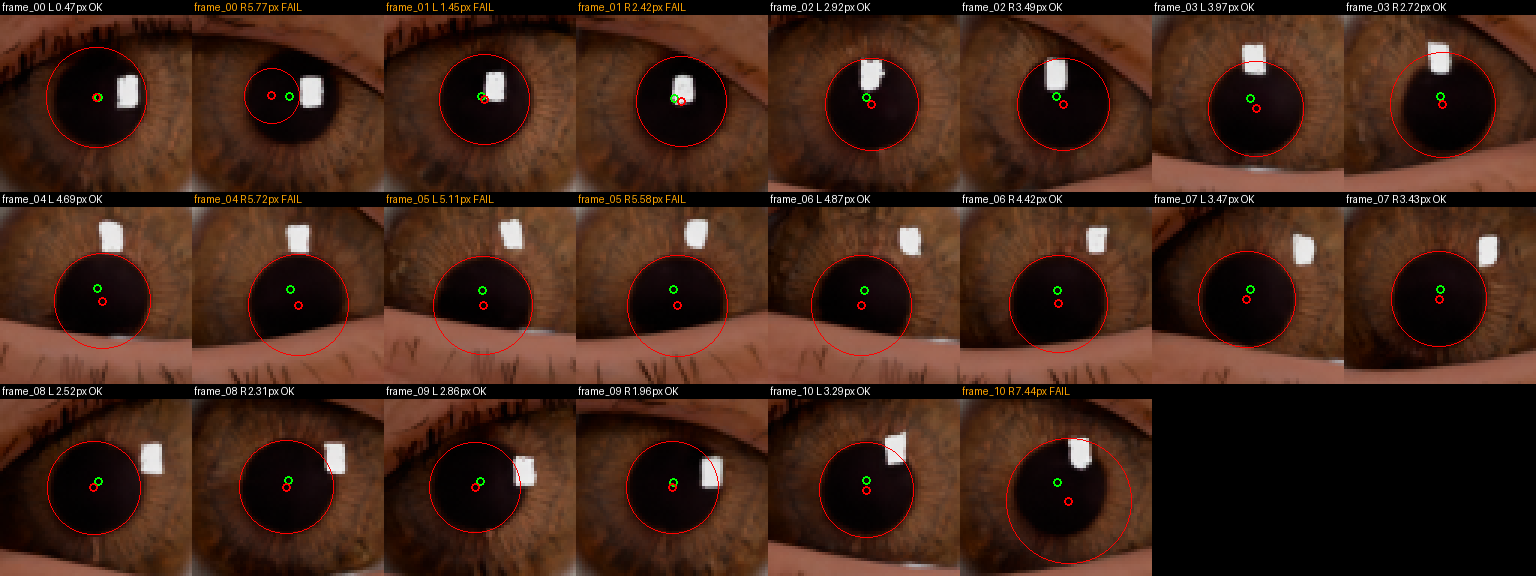 frame_00 L 0.47px OK
frame_00 R 5.77px FAIL
frame_01 L 1.45px FAIL
frame_01 R 2.42px FAIL
frame_02 L 2.92px OK
frame_02 R 3.49px OK
frame_03 L 3.97px OK
frame_03 R 2.72px OK
frame_04 L 4.69px OK
frame_04 R 5.72px FAIL
frame_05 L 5.11px FAIL
frame_05 R 5.58px FAIL
frame_06 L 4.87px OK
frame_06 R 4.42px OK
frame_07 L 3.47px OK
frame_07 R 3.43px OK
frame_08 L 2.52px OK
frame_08 R 2.31px OK
frame_09 L 2.86px OK
frame_09 R 1.96px OK
frame_10 L 3.29px OK
frame_10 R 7.44px FAIL